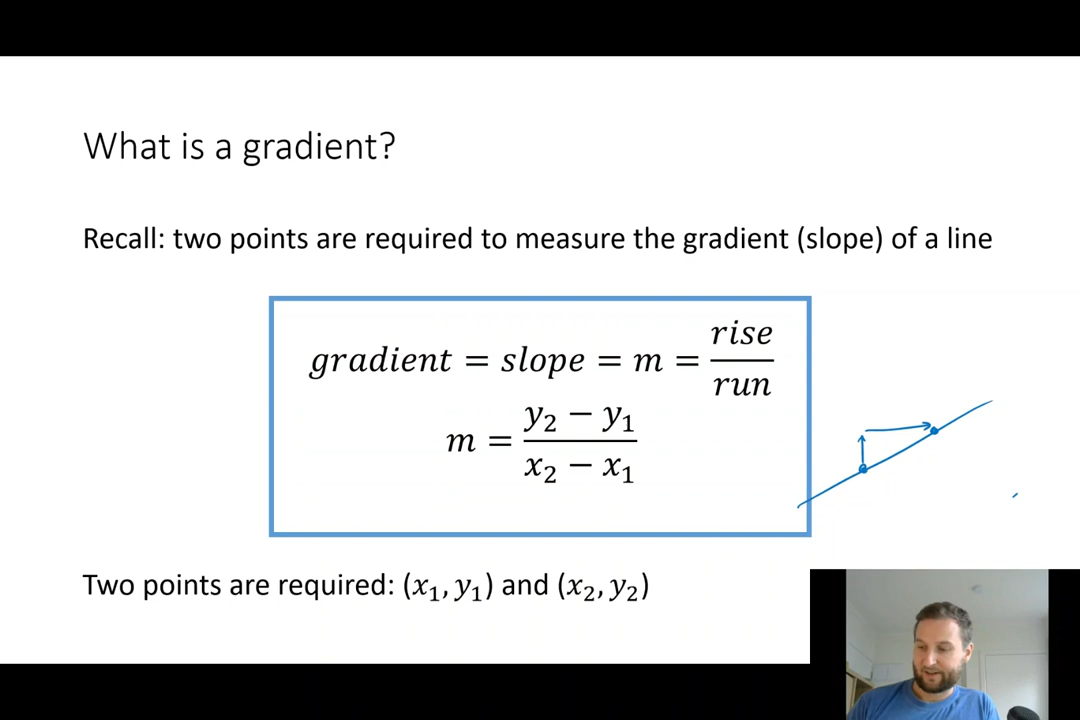 What is a gradient?
Recall: two points are required to measure the gradient (slope) of a line
gradient = slope = m = rise/run
m = (y₂ − y₁)/(x₂ − x₁)
Two points are required: (x₁, y₁) and (x₂, y₂)